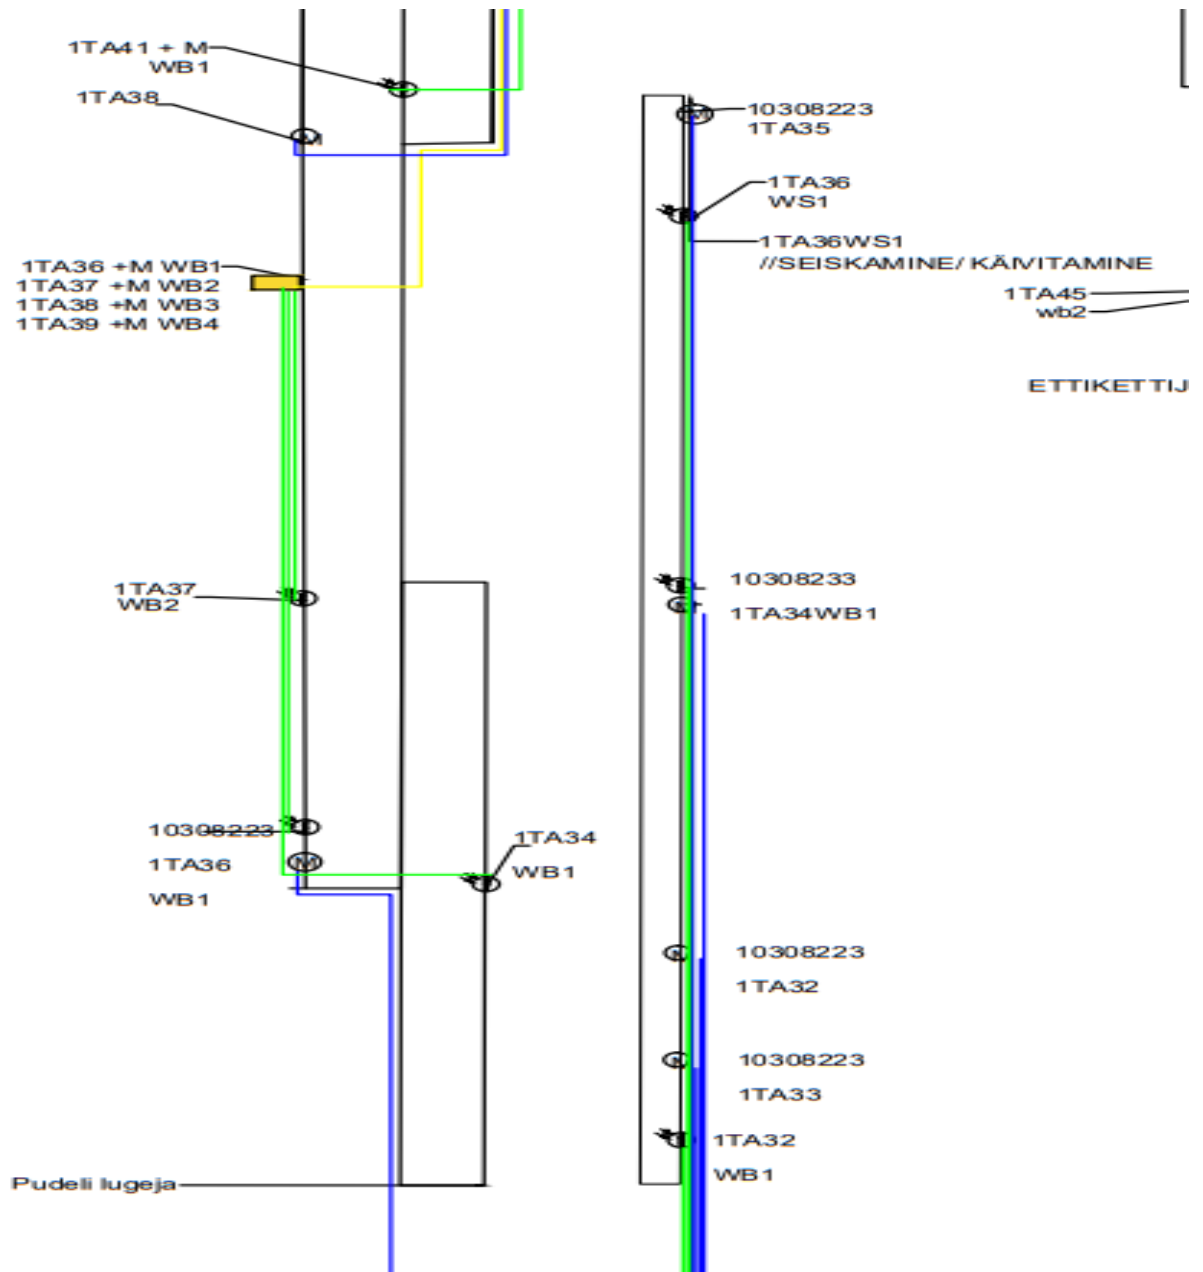 1TA41 + M
WB1
1TA38
M
1TA36 +M WB1
1TA37 +M WB2
1TA38 +M WB3
1TA39 +M WB4
1TA37
WB2
10308223
1TA36
WB1
M
1TA34
WB1
Pudeli lugeja
10308223
1TA35
M
1TA36
WS1
1TA36WS1
//SEISKAMINE/ KÄIVITAMINE
1TA45
wb2
ETTIKETTIJ
10308233
1TA34WB1
10308223
1TA32
10308223
1TA33
1TA32
WB1